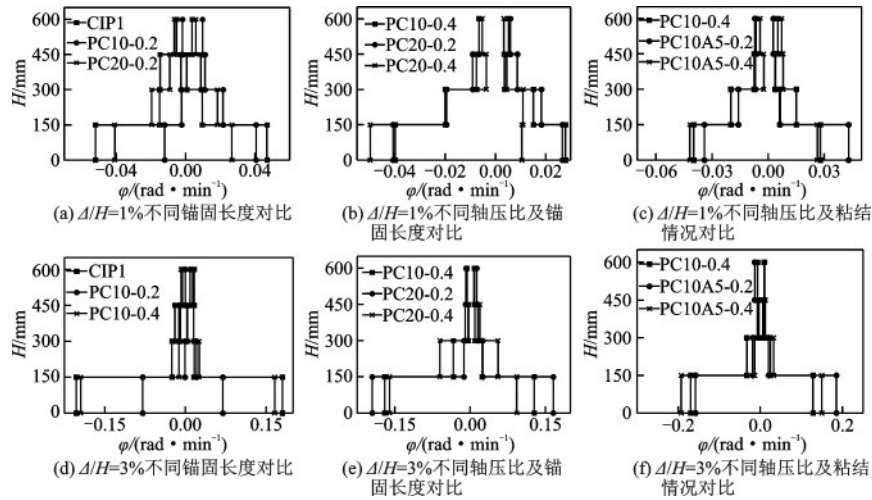 H/mm
600
450
300
150
0
CIP1
PC10-0.2
PC20-0.2
−0.04
0.00
0.04
φ/(rad·min⁻¹)
(a) Δ/H=1%不同锚固长度对比
H/mm
600
450
300
150
0
PC10-0.4
PC20-0.2
PC20-0.4
−0.04
−0.02
0.00
0.02
φ/(rad·min⁻¹)
(b) Δ/H=1%不同轴压比及锚
固长度对比
H/mm
600
450
300
150
0
PC10-0.4
PC10A5-0.2
PC10A5-0.4
−0.06
−0.03
0.00
0.03
φ/(rad·min⁻¹)
(c) Δ/H=1%不同轴压比及粘结
情况对比
H/mm
600
450
300
150
0
CIP1
PC10-0.2
PC10-0.4
−0.15
0.00
0.15
φ/(rad·min⁻¹)
(d) Δ/H=3%不同锚固长度对比
H/mm
600
450
300
150
0
PC10-0.4
PC20-0.2
PC20-0.4
−0.15
0.00
0.15
φ/(rad·min⁻¹)
(e) Δ/H=3%不同轴压比及锚
固长度对比
H/mm
600
450
300
150
0
PC10-0.4
PC10A5-0.2
PC10A5-0.4
−0.2
0.0
0.2
φ/(rad·min⁻¹)
(f) Δ/H=3%不同轴压比及粘结
情况对比